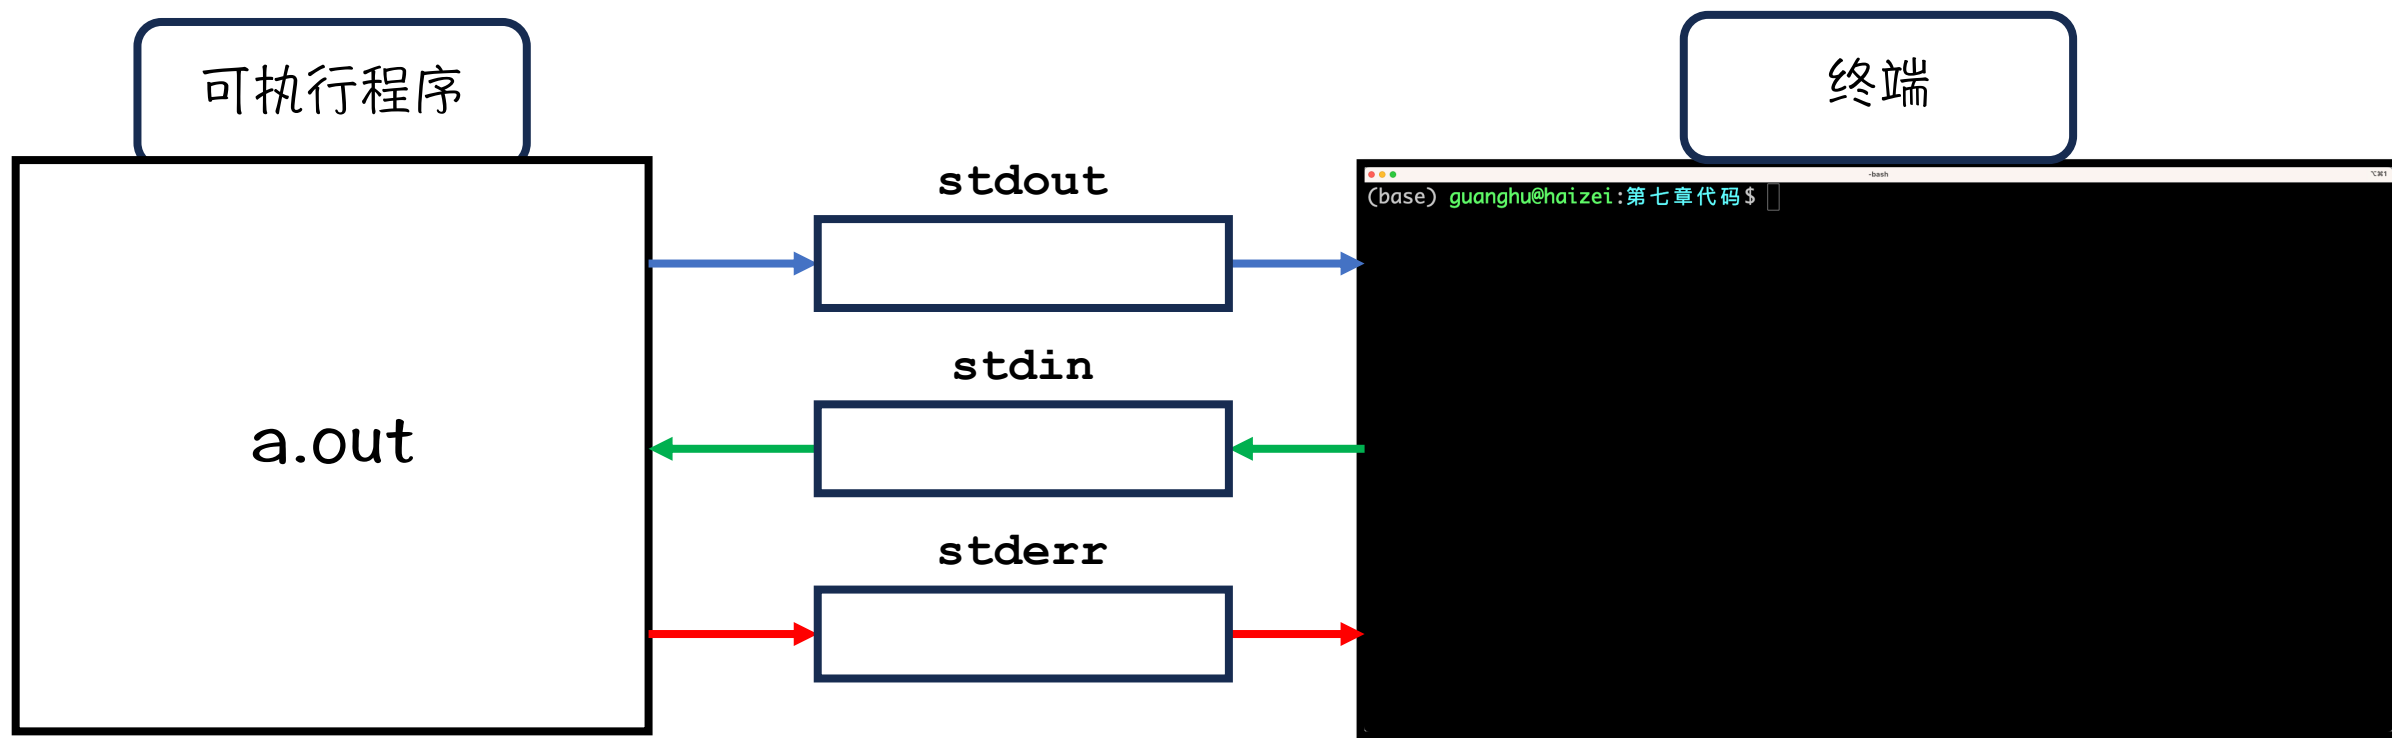 可执行程序
终端
stdout
-bash
⌥⌘1
(base) guanghu@haizei:第七章代码$
stdin
a.out
stderr